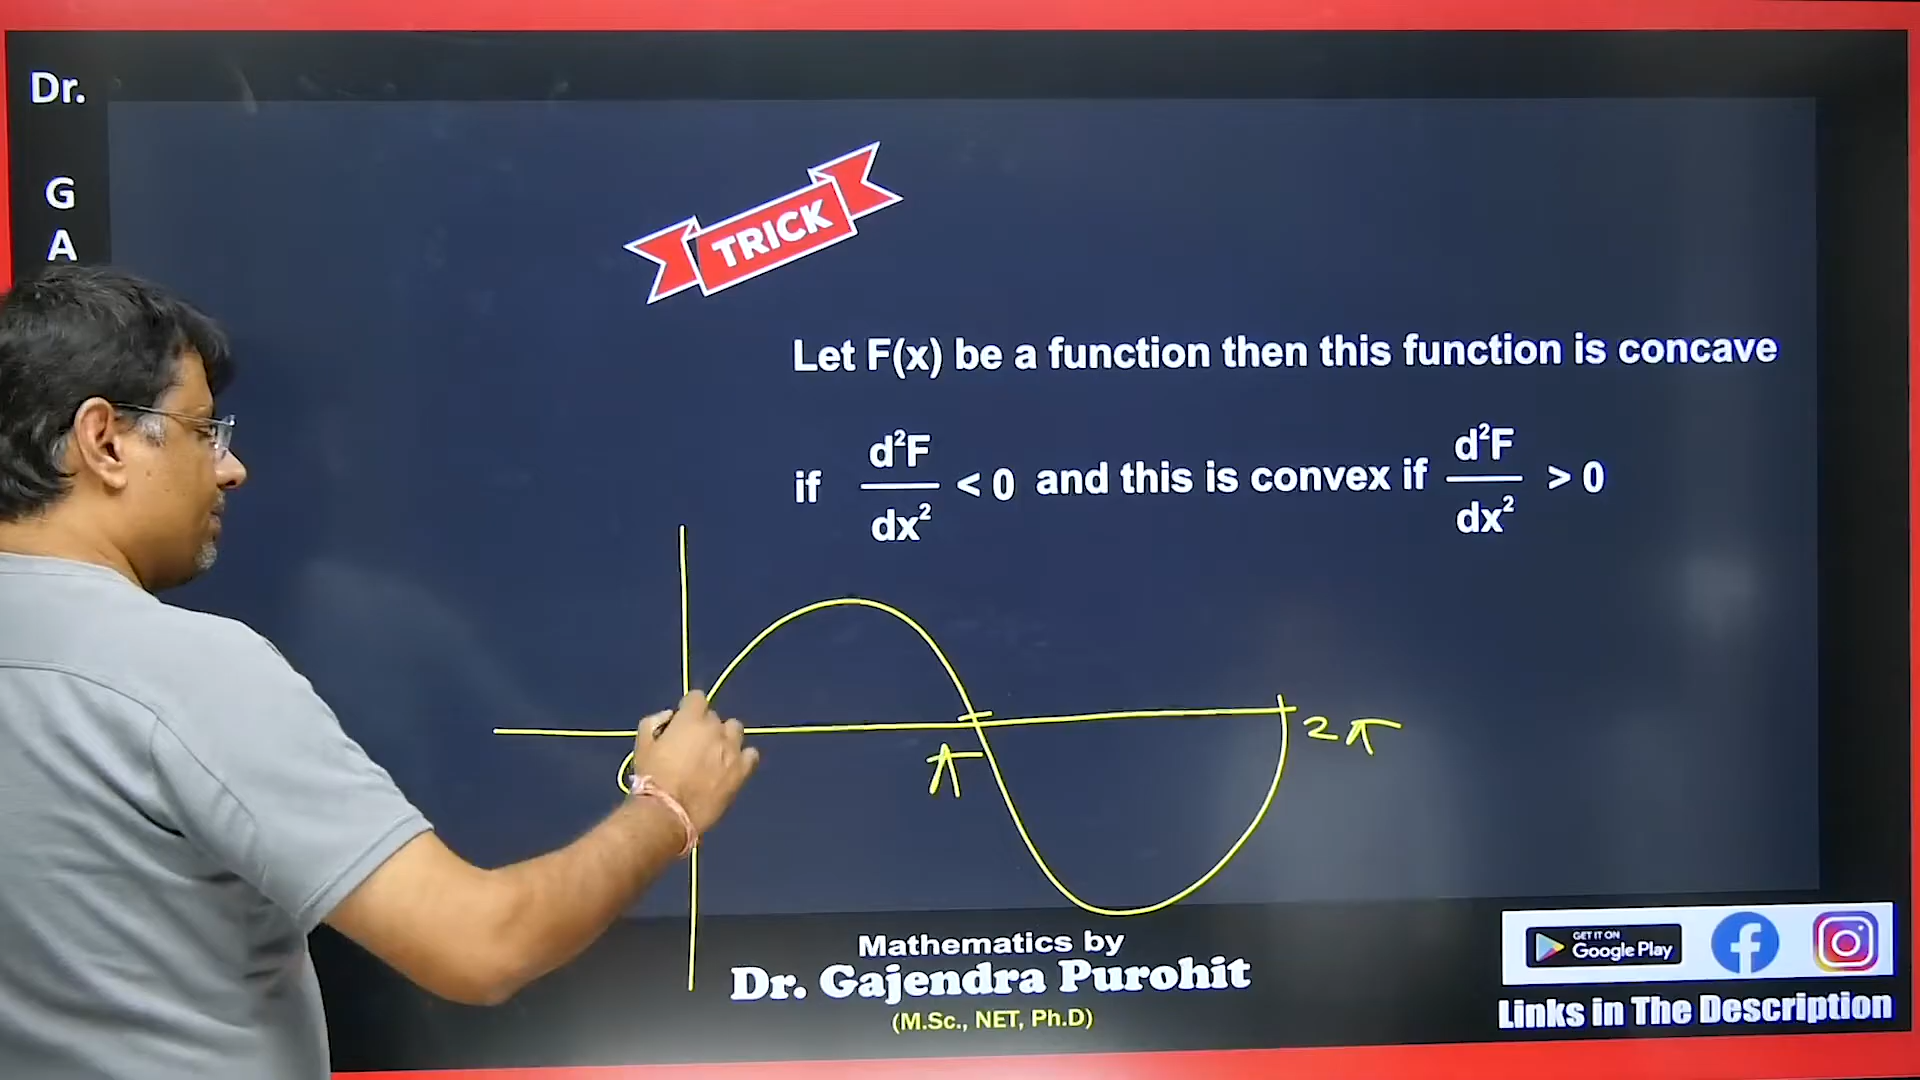 Dr.
G
A
TRICK
Let F(x) be a function then this function is concave
if d²F/dx² < 0 and this is convex if d²F/dx² > 0
π
2π
Mathematics by
Dr. Gajendra Purohit
(M.Sc., NET, Ph.D)
GET IT ON
Google Play
Links in The Description